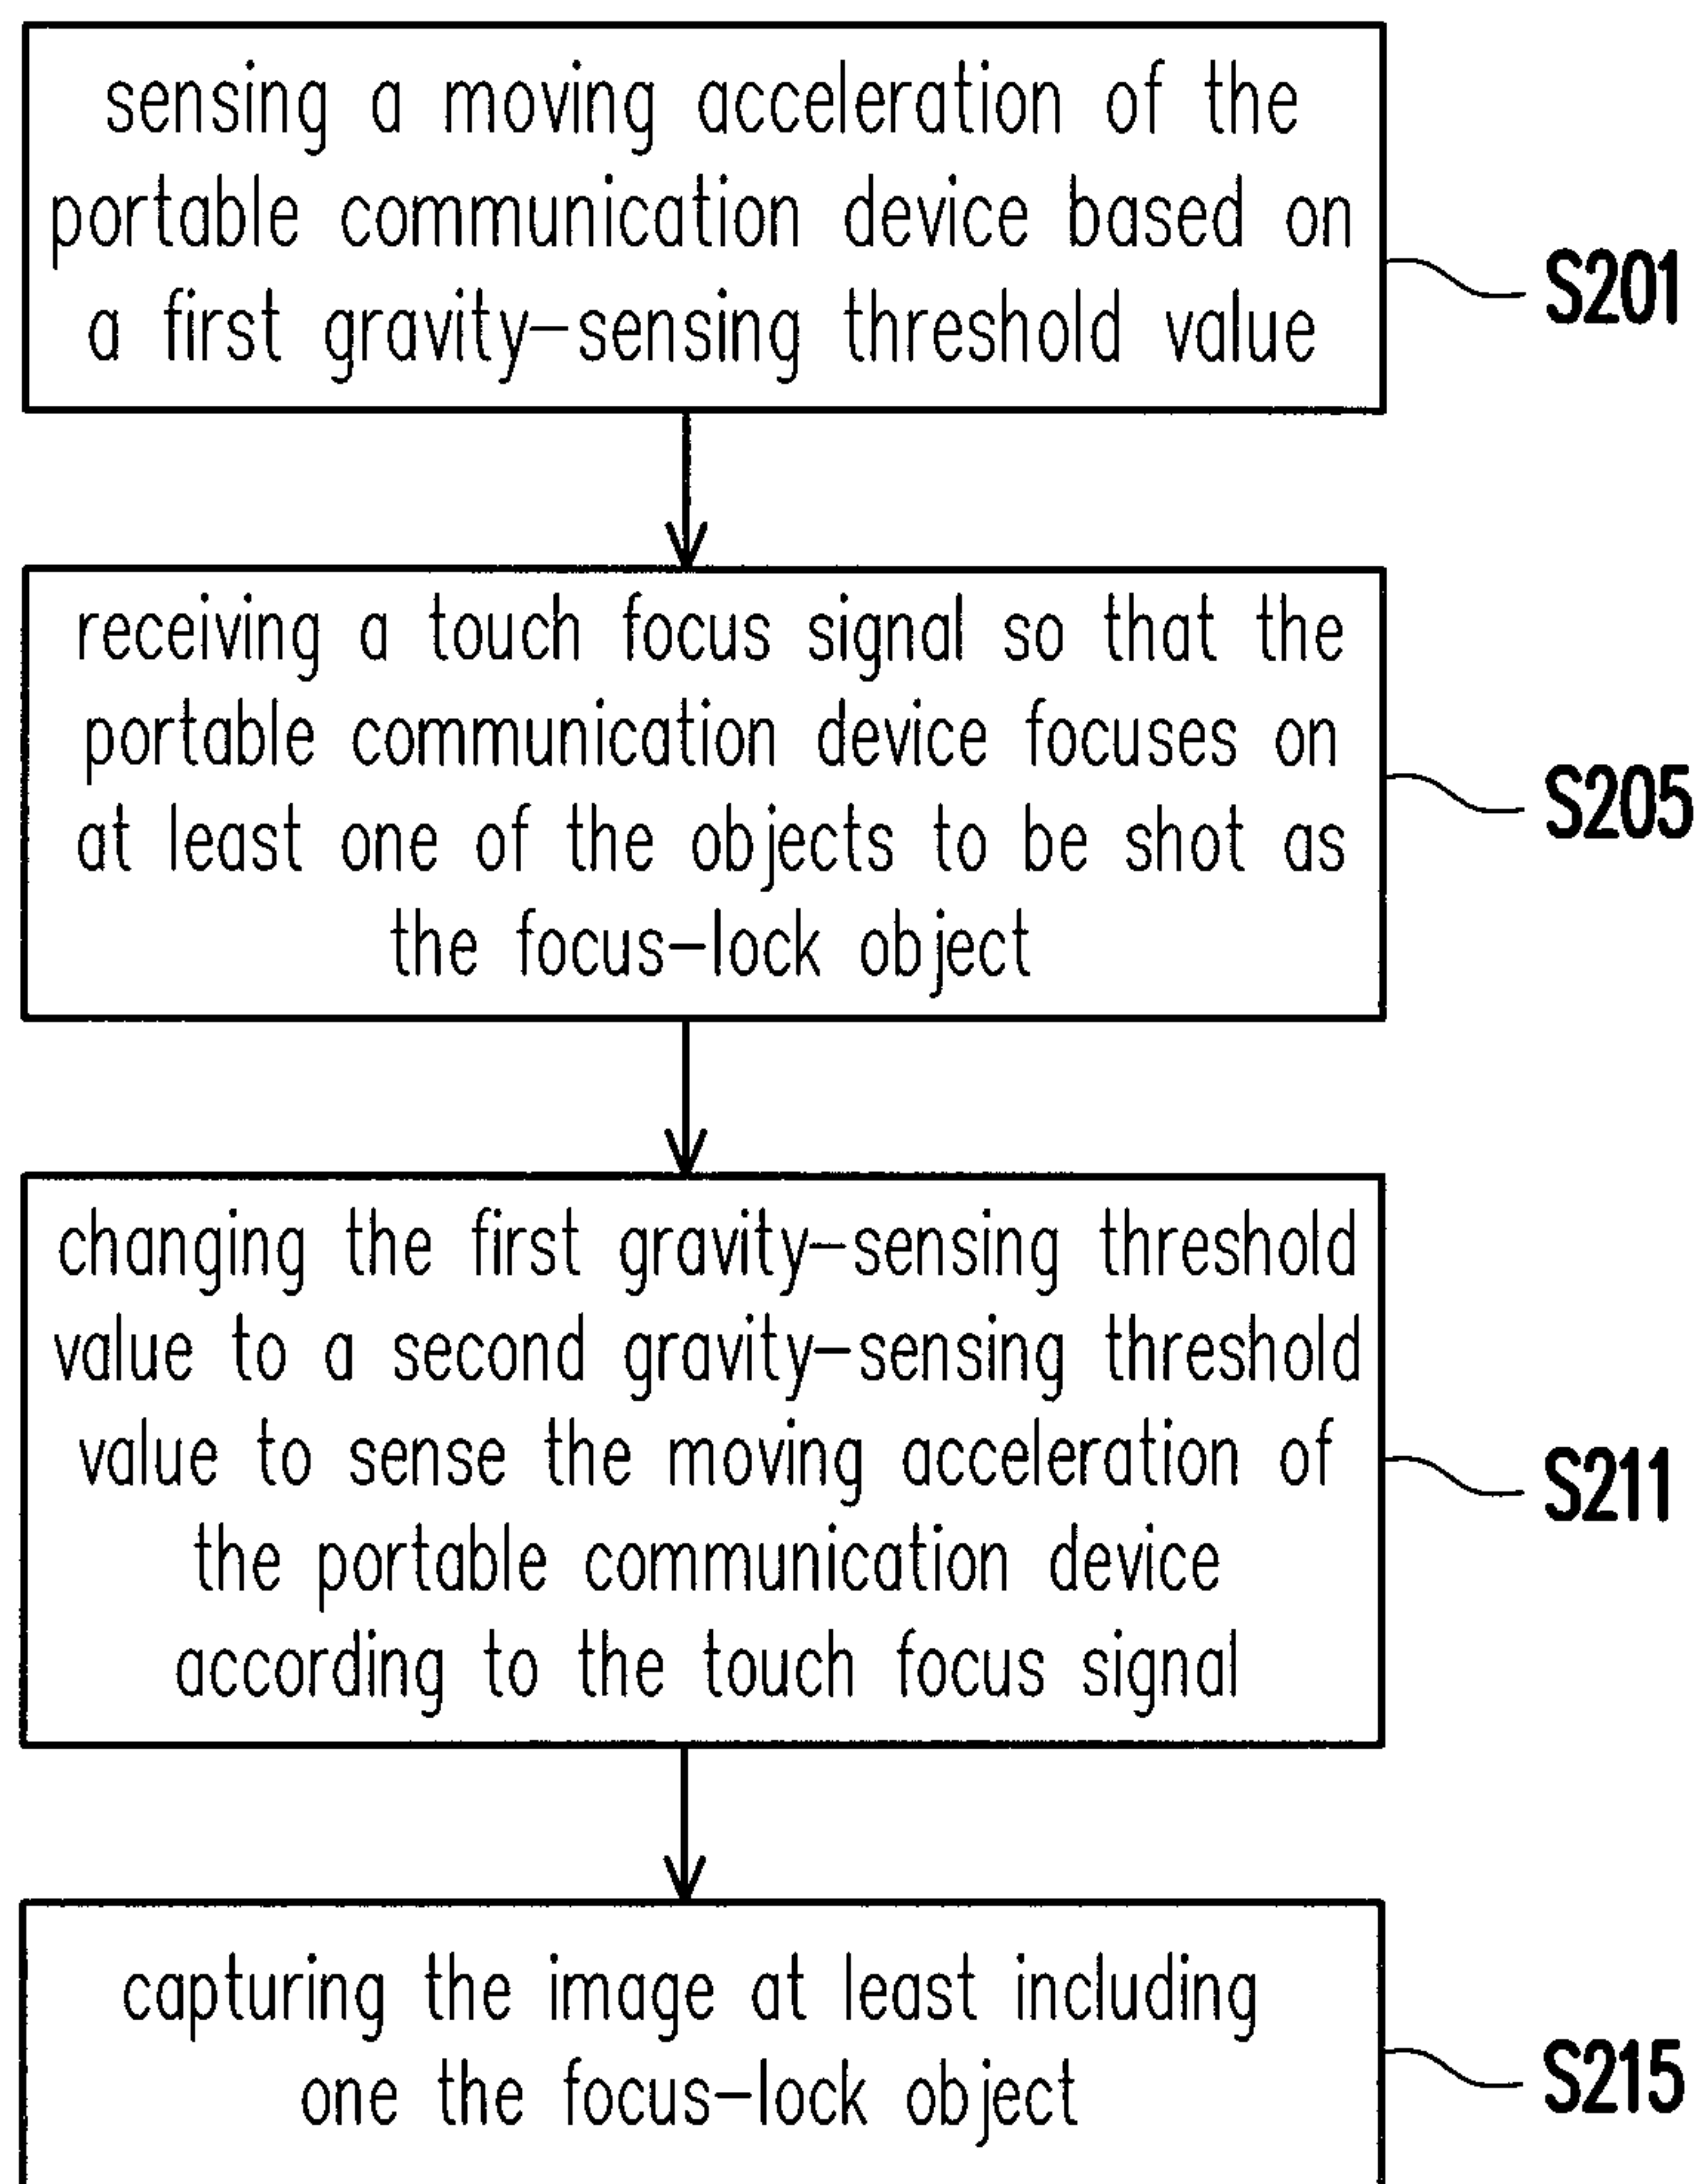 sensing a moving acceleration of the
portable communication device based on
a first gravity-sensing threshold value
S201
receiving a touch focus signal so that the
portable communication device focuses on
at least one of the objects to be shot as
the focus-lock object
S205
changing the first gravity-sensing threshold
value to a second gravity-sensing threshold
value to sense the moving acceleration of
the portable communication device
according to the touch focus signal
S211
capturing the image at least including
one the focus-lock object
S215